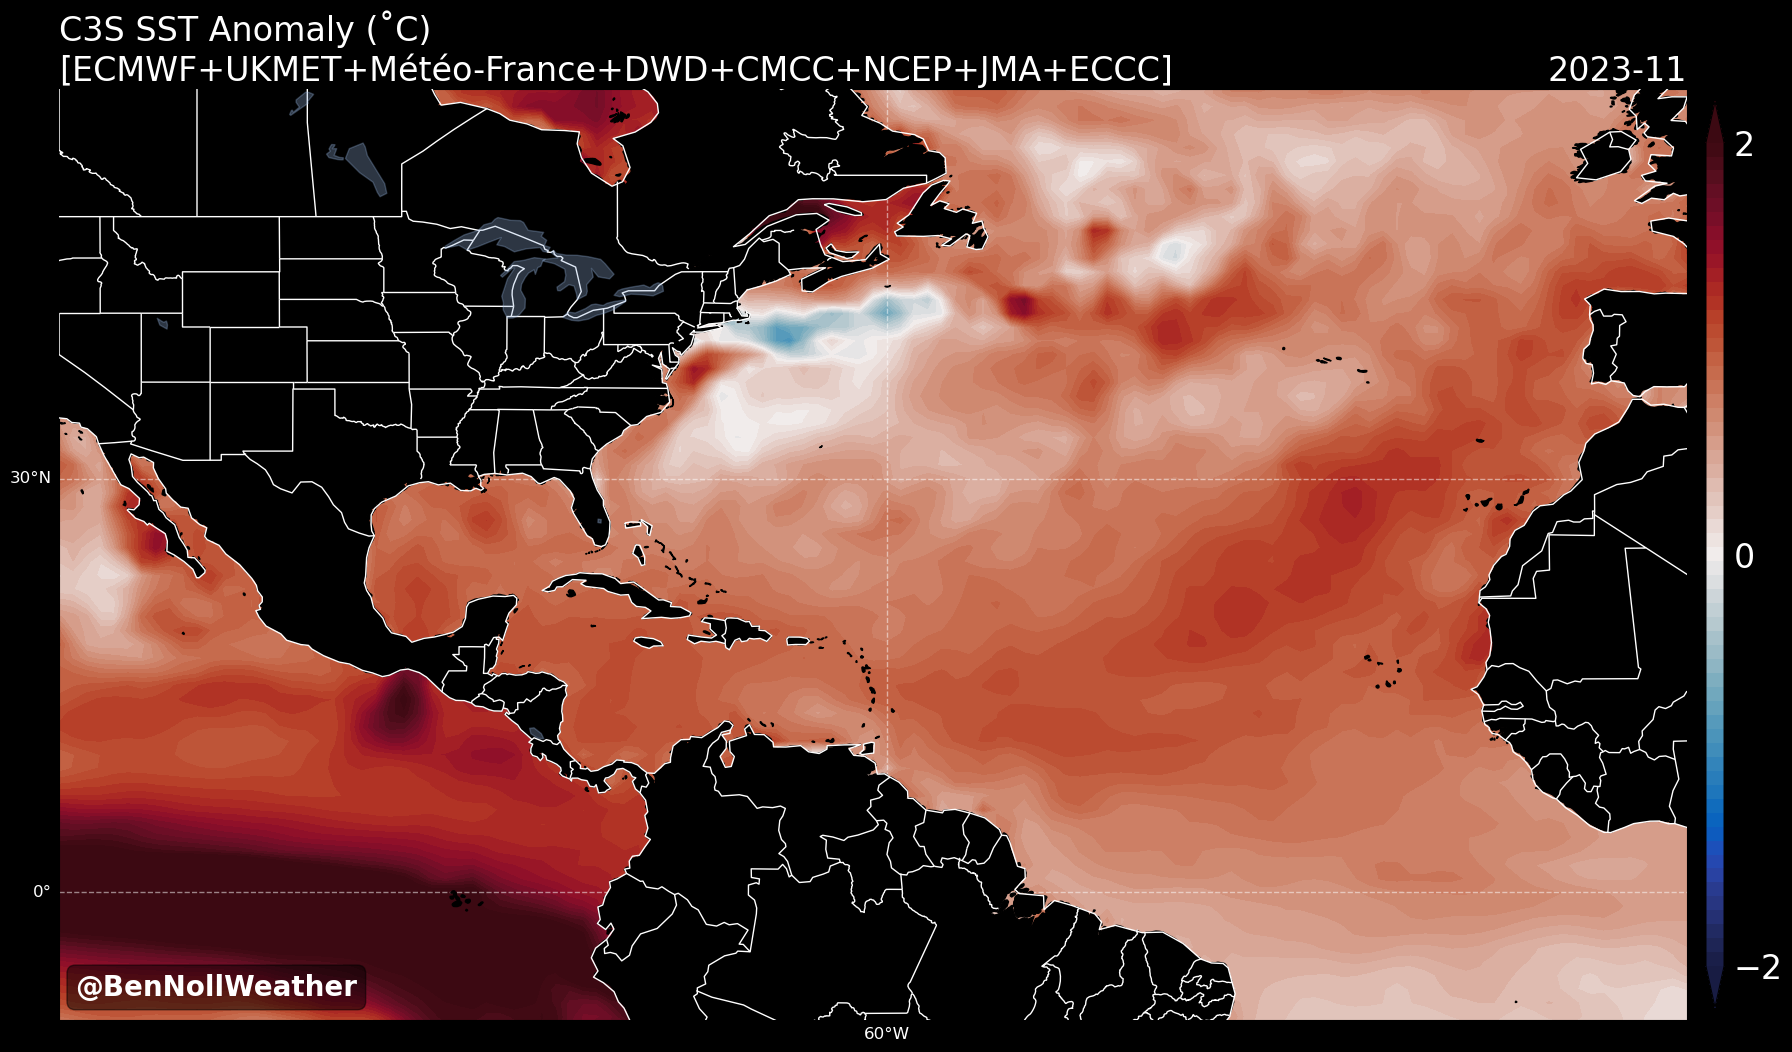 C3S SST Anomaly (˚C)
[ECMWF+UKMET+Météo-France+DWD+CMCC+NCEP+JMA+ECCC]
2023-11
2
30°N
0
0°
−2
@BenNollWeather
60°W